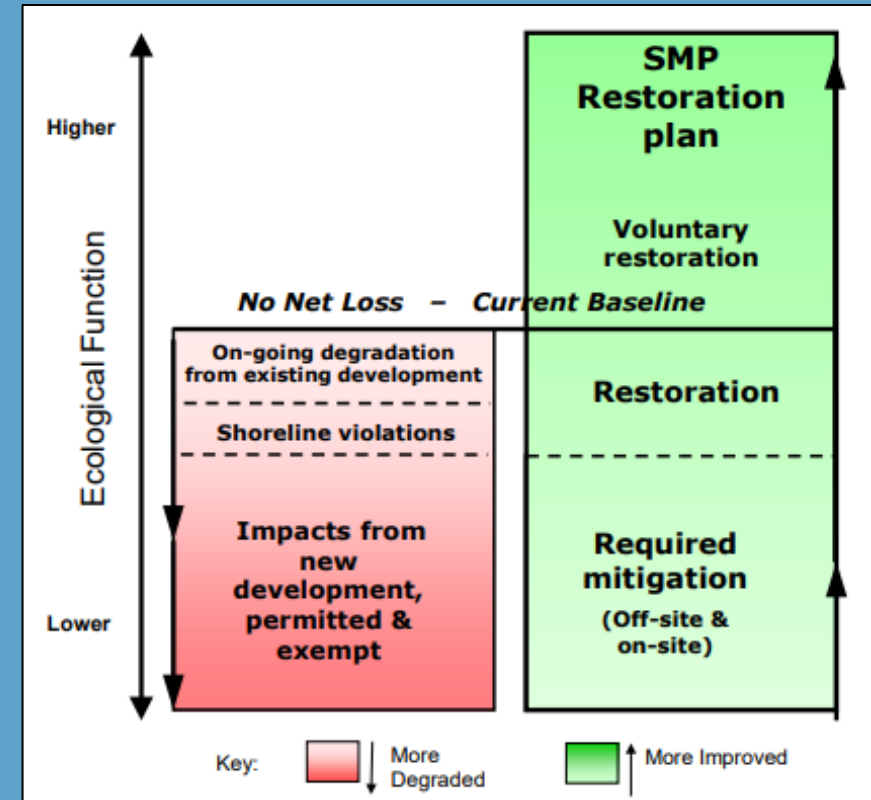 SMP
Restoration
plan
Higher
Voluntary
restoration
Ecological Function
No Net Loss – Current Baseline
On-going degradation
from existing development
Restoration
Shoreline violations
Impacts from
new
development,
permitted &
exempt
Required
mitigation
(Off-site &
on-site)
Lower
Key:
More
Degraded
More Improved